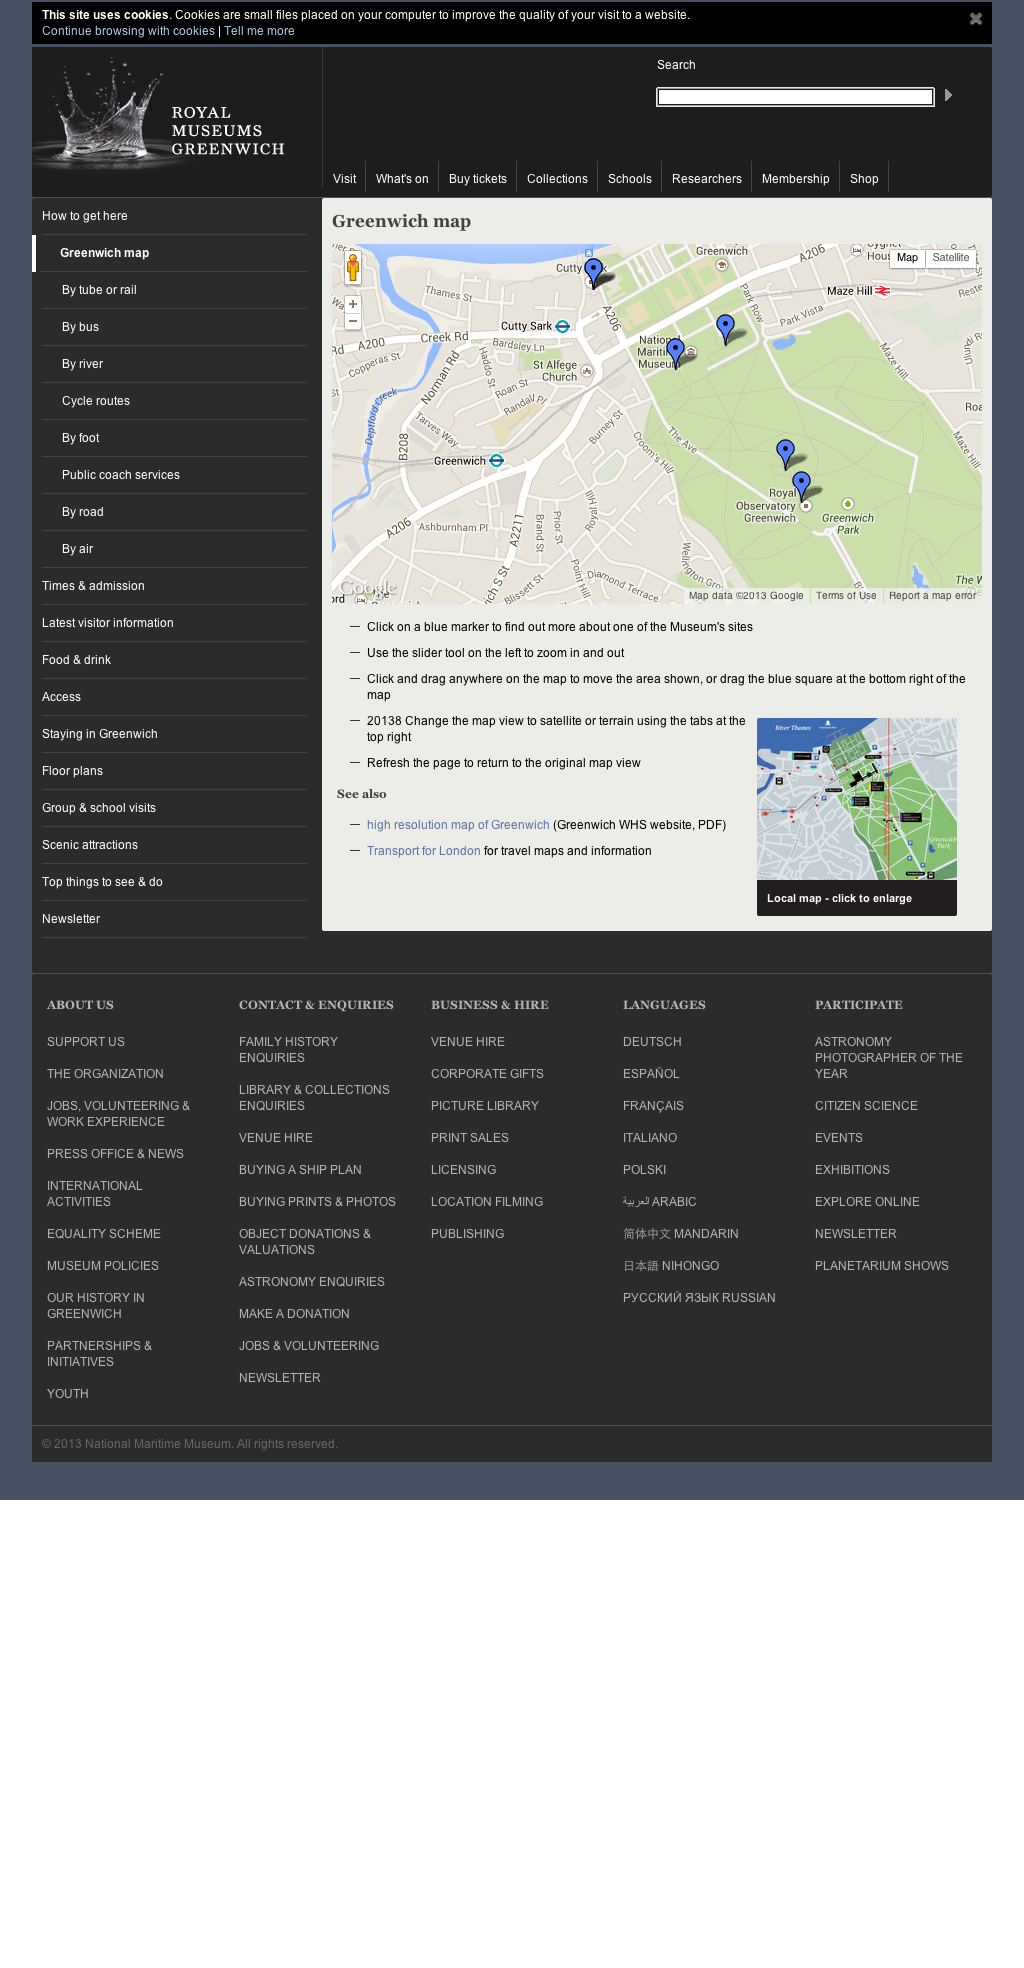 This site uses cookies. Cookies are small files placed on your computer to improve the quality of your visit to a website.
Continue browsing with cookies | Tell me more
ROYAL
MUSEUMS
GREENWICH
Search
Visit
What's on
Buy tickets
Collections
Schools
Researchers
Membership
Shop
How to get here
Greenwich map
By tube or rail
By bus
By river
Cycle routes
By foot
Public coach services
By road
By air
Times & admission
Latest visitor information
Food & drink
Access
Staying in Greenwich
Floor plans
Group & school visits
Scenic attractions
Top things to see & do
Newsletter
Greenwich map
Map
Satellite
Greenwich
A206
Maze Hill
Park Row
Park Vista
Thames St
Cutty Sark
A206
Creek Rd
A200
Rd
Bardsley Ln
Copperas St
Norman Rd
Haddo St
St Alfege
Church
Roan St
Randall Pl
Deptford Creek
Tarves Way
B208
Greenwich
Burney St
Croom's Hill
The Ave
Maze Hill
Maze Hill
Royal
Observatory
Greenwich
Greenwich
Park
A206
Ashburnham Pl
A2211
Brand St
Prior St
Royal Hill
Blissett St
Point Hill
Diamond Terrace
Google
Map data ©2013 Google
Terms of Use
Report a map error
Click on a blue marker to find out more about one of the Museum's sites
Use the slider tool on the left to zoom in and out
Click and drag anywhere on the map to move the area shown, or drag the blue square at the bottom right of the
map
20138 Change the map view to satellite or terrain using the tabs at the
top right
Refresh the page to return to the original map view
See also
high resolution map of Greenwich (Greenwich WHS website, PDF)
Transport for London for travel maps and information
River Thames
Greenwich
Park
Local map - click to enlarge
ABOUT US
SUPPORT US
THE ORGANIZATION
JOBS, VOLUNTEERING &
WORK EXPERIENCE
PRESS OFFICE & NEWS
INTERNATIONAL
ACTIVITIES
EQUALITY SCHEME
MUSEUM POLICIES
OUR HISTORY IN
GREENWICH
PARTNERSHIPS &
INITIATIVES
YOUTH
CONTACT & ENQUIRIES
FAMILY HISTORY
ENQUIRIES
LIBRARY & COLLECTIONS
ENQUIRIES
VENUE HIRE
BUYING A SHIP PLAN
BUYING PRINTS & PHOTOS
OBJECT DONATIONS &
VALUATIONS
ASTRONOMY ENQUIRIES
MAKE A DONATION
JOBS & VOLUNTEERING
NEWSLETTER
BUSINESS & HIRE
VENUE HIRE
CORPORATE GIFTS
PICTURE LIBRARY
PRINT SALES
LICENSING
LOCATION FILMING
PUBLISHING
LANGUAGES
DEUTSCH
ESPAÑOL
FRANÇAIS
ITALIANO
POLSKI
العربية ARABIC
简体中文 MANDARIN
日本語 NIHONGO
РУССКИЙ ЯЗЫК RUSSIAN
PARTICIPATE
ASTRONOMY
PHOTOGRAPHER OF THE
YEAR
CITIZEN SCIENCE
EVENTS
EXHIBITIONS
EXPLORE ONLINE
NEWSLETTER
PLANETARIUM SHOWS
© 2013 National Maritime Museum. All rights reserved.